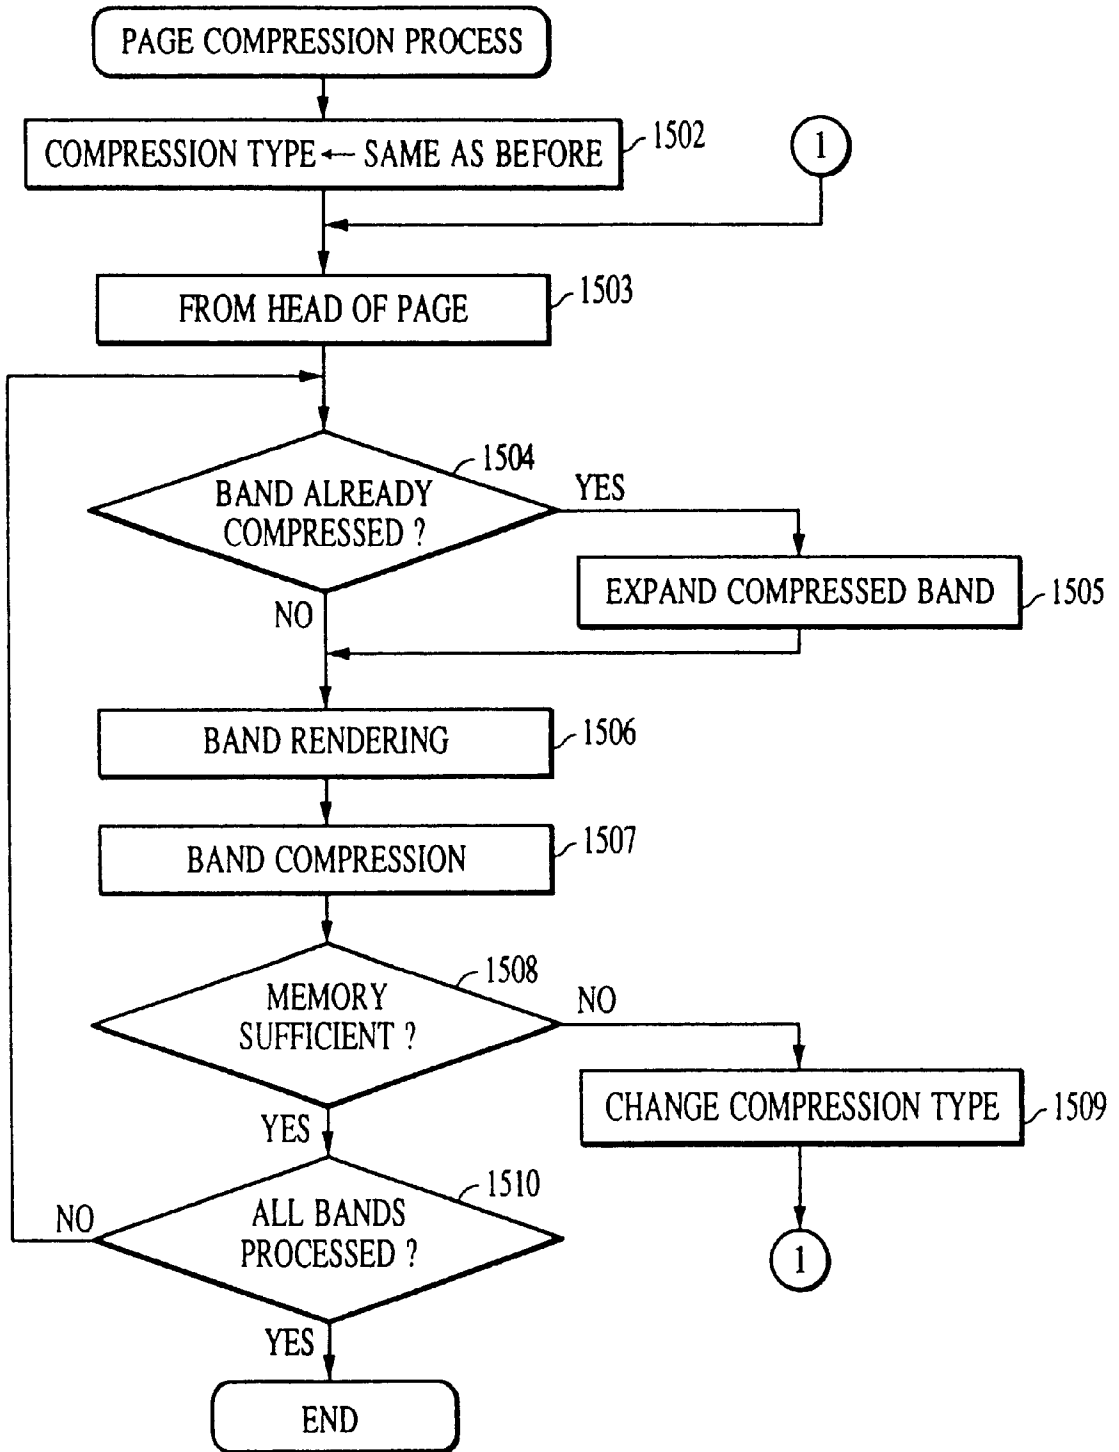 PAGE COMPRESSION PROCESS
COMPRESSION TYPE ← SAME AS BEFORE
1502
1
FROM HEAD OF PAGE
1503
1504
BAND ALREADY
COMPRESSED ?
YES
NO
EXPAND COMPRESSED BAND
1505
BAND RENDERING
1506
BAND COMPRESSION
1507
1508
MEMORY
SUFFICIENT ?
NO
YES
CHANGE COMPRESSION TYPE
1509
1510
ALL BANDS
PROCESSED ?
NO
YES
1
END